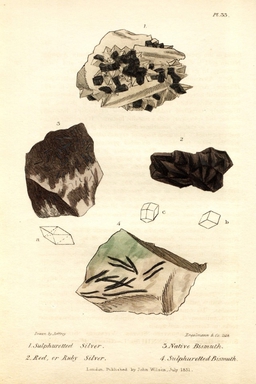 Pl. 33.
1
3
2
c
a
b
4
1. Sulphuretted Silver.
3. Native Bismuth.
2. Red, or Ruby Silver.
4. Sulphuretted Bismuth.
London, Published by John Wilson, July 1831.